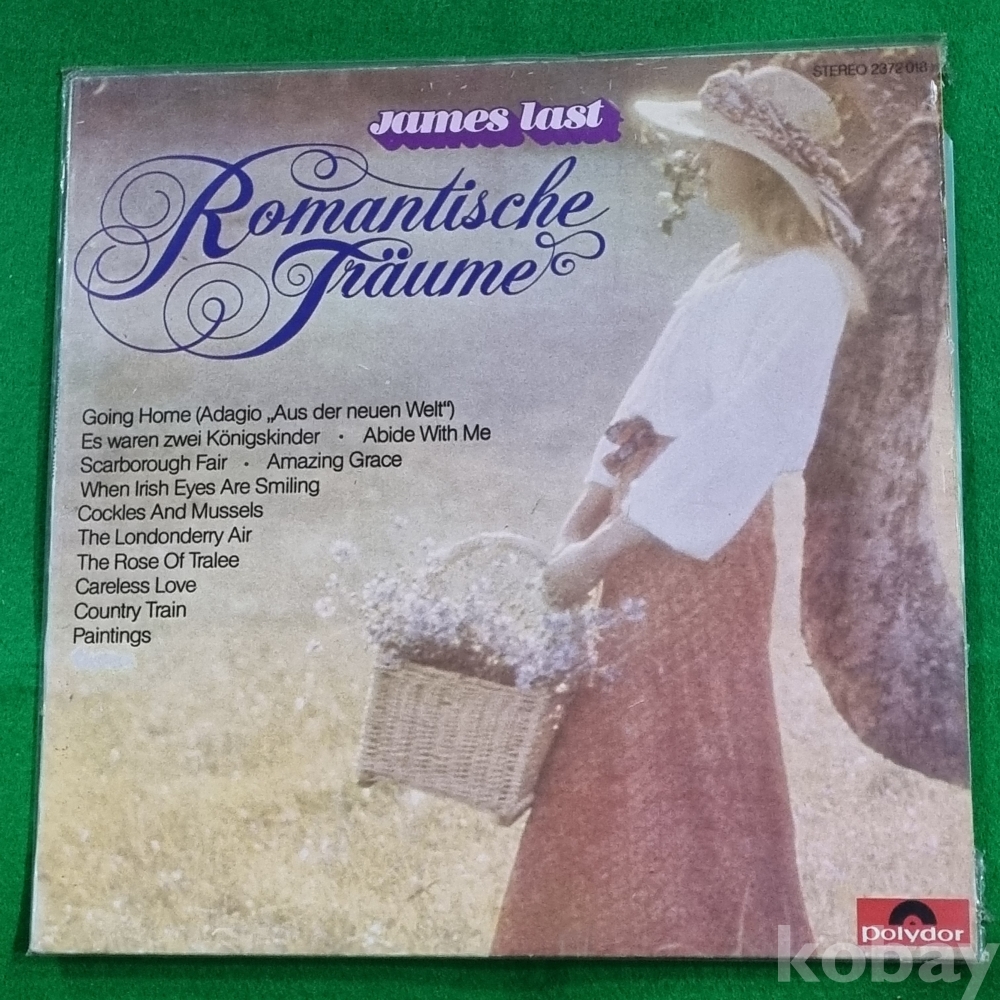 STEREO 2372 018
James Last
Romantische
Träume
Going Home (Adagio „Aus der neuen Welt“)
Es waren zwei Königskinder · Abide With Me
Scarborough Fair · Amazing Grace
When Irish Eyes Are Smiling
Cockles And Mussels
The Londonderry Air
The Rose Of Tralee
Careless Love
Country Train
Paintings
polydor
kobay